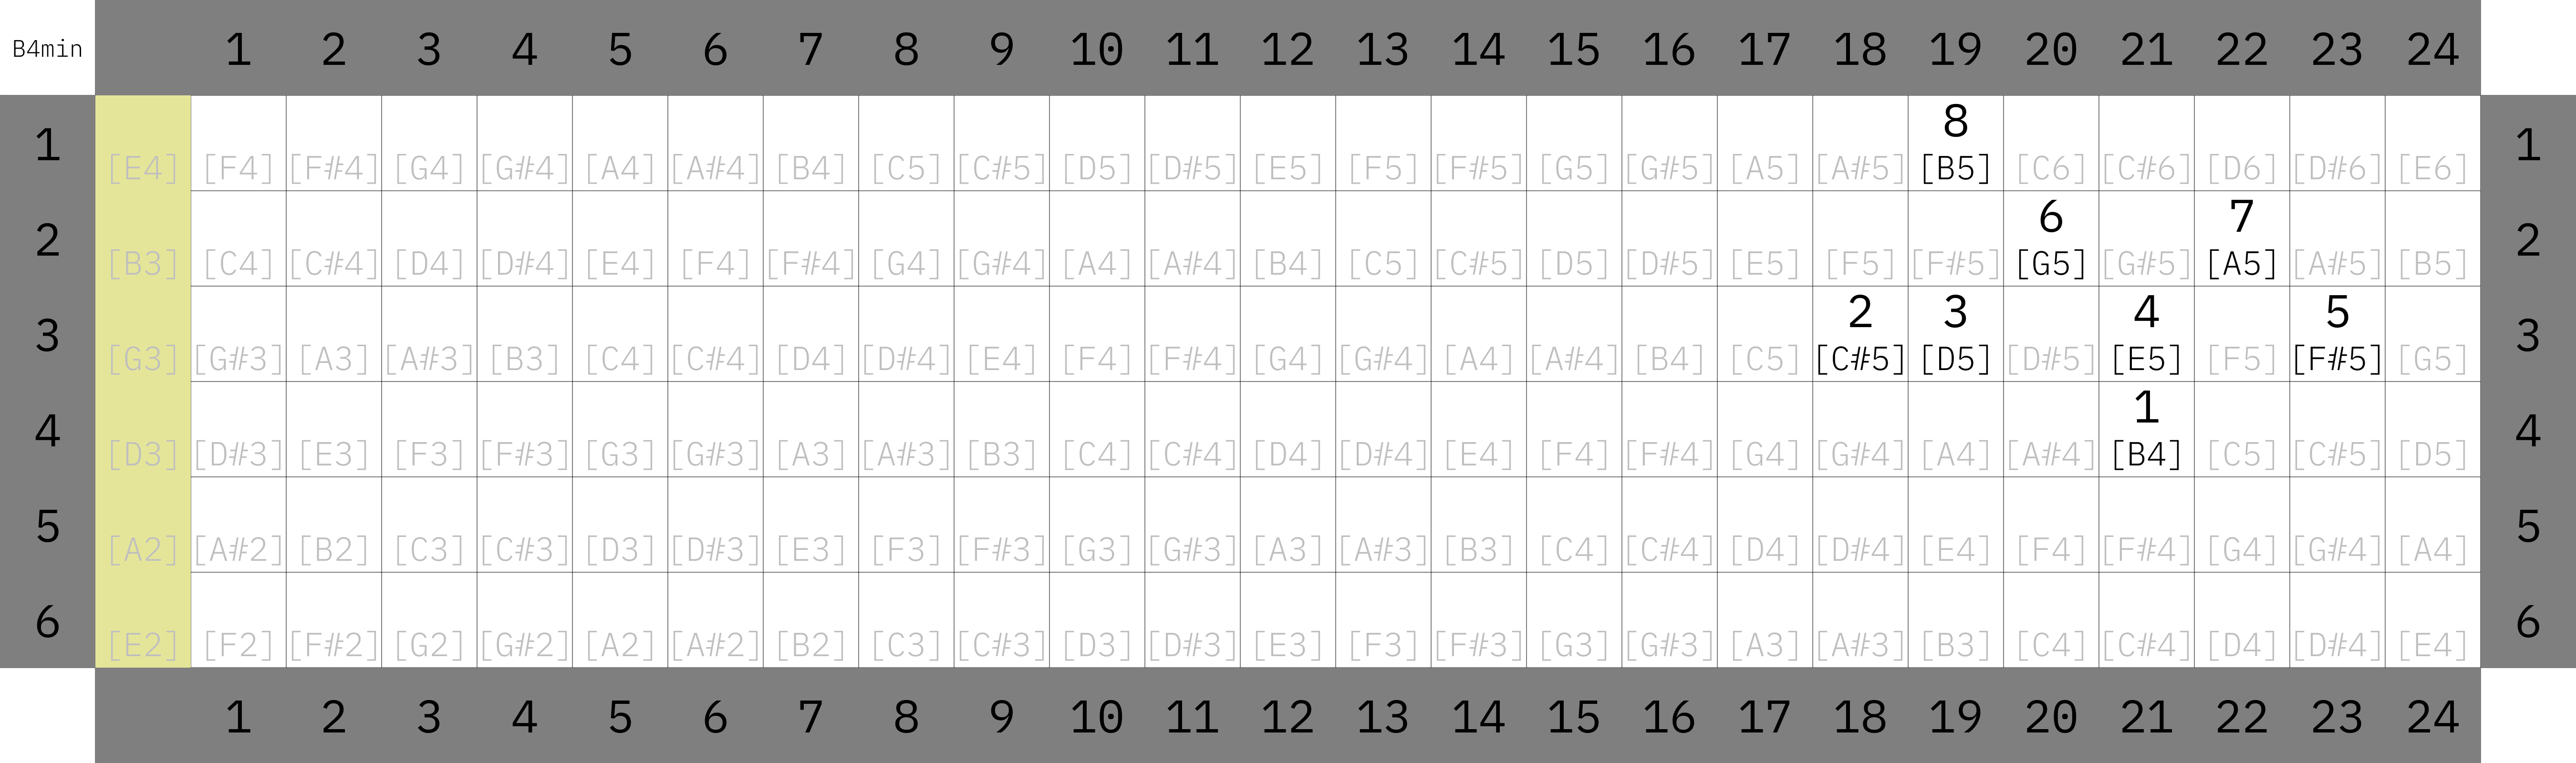 B4min 1 2 3 4 5 6 7 8 9 10 11 12 13 14 15 16 17 18 19 20 21 22 23 24
8
1 [E4] [F4] [F#4] [G4] [G#4] [A4] [A#4] [B4] [C5] [C#5] [D5] [D#5] [E5] [F5] [F#5] [G5] [G#5] [A5] [A#5] [B5] [C6] [C#6] [D6] [D#6] [E6] 1
6 7
2 [B3] [C4] [C#4] [D4] [D#4] [E4] [F4] [F#4] [G4] [G#4] [A4] [A#4] [B4] [C5] [C#5] [D5] [D#5] [E5] [F5] [F#5] [G5] [G#5] [A5] [A#5] [B5] 2
2 3 4 5
3 [G3] [G#3] [A3] [A#3] [B3] [C4] [C#4] [D4] [D#4] [E4] [F4] [F#4] [G4] [G#4] [A4] [A#4] [B4] [C5] [C#5] [D5] [D#5] [E5] [F5] [F#5] [G5] 3
1
4 [D3] [D#3] [E3] [F3] [F#3] [G3] [G#3] [A3] [A#3] [B3] [C4] [C#4] [D4] [D#4] [E4] [F4] [F#4] [G4] [G#4] [A4] [A#4] [B4] [C5] [C#5] [D5] 4
5 [A2] [A#2] [B2] [C3] [C#3] [D3] [D#3] [E3] [F3] [F#3] [G3] [G#3] [A3] [A#3] [B3] [C4] [C#4] [D4] [D#4] [E4] [F4] [F#4] [G4] [G#4] [A4] 5
6 [E2] [F2] [F#2] [G2] [G#2] [A2] [A#2] [B2] [C3] [C#3] [D3] [D#3] [E3] [F3] [F#3] [G3] [G#3] [A3] [A#3] [B3] [C4] [C#4] [D4] [D#4] [E4] 6
1 2 3 4 5 6 7 8 9 10 11 12 13 14 15 16 17 18 19 20 21 22 23 24